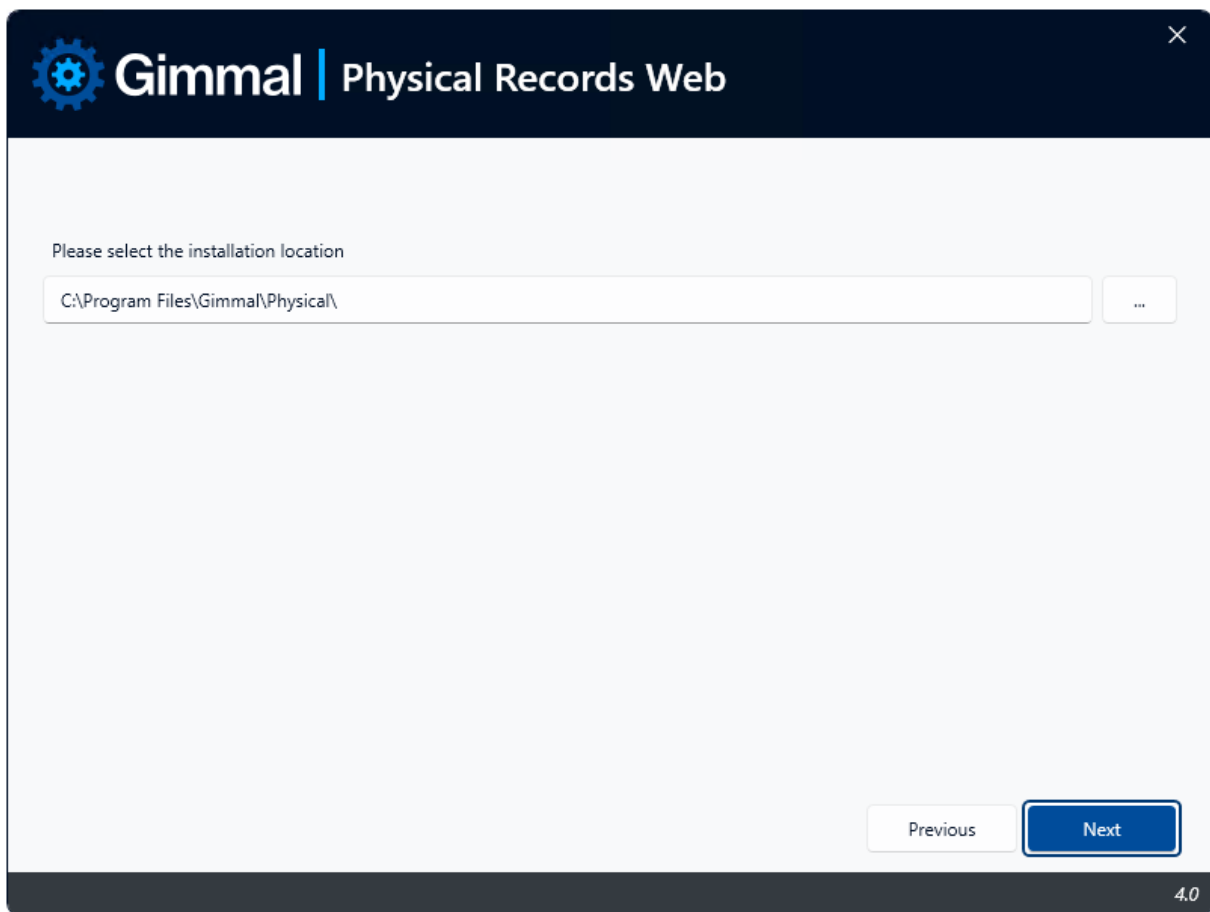 Gimmal | Physical Records Web
Please select the installation location
C:\Program Files\Gimmal\Physical\
...
Previous
Next
4.0